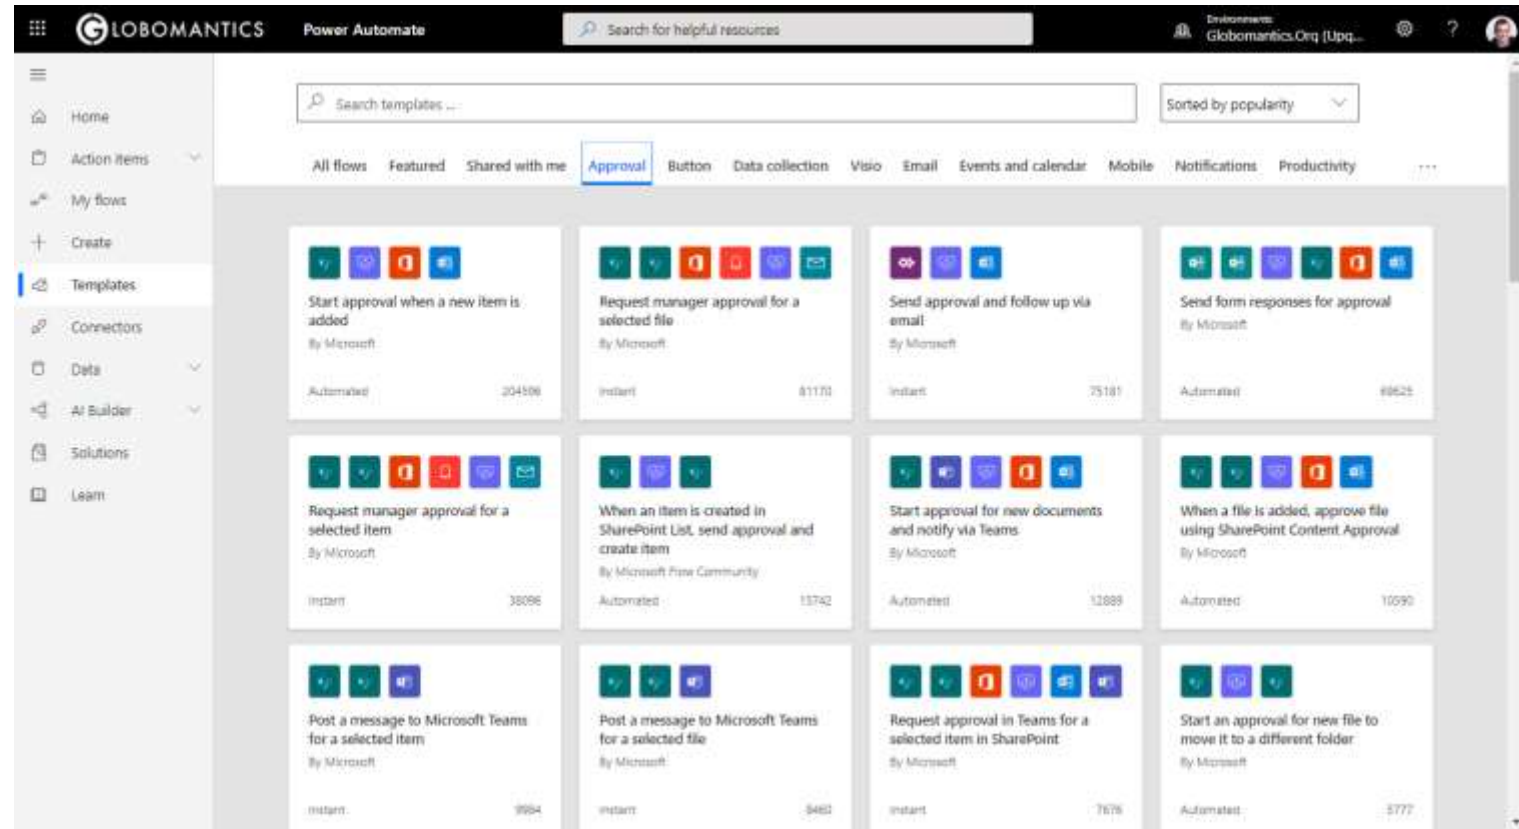 GLOBOMANTICS
Power Automate
Search for helpful resources
Environments
Globomantics.Org (Upg...
?
Search templates ...
Sorted by popularity
Home
Action items
My flows
Create
Templates
Connectors
Data
AI Builder
Solutions
Learn
All flows Featured Shared with me Approval Button Data collection Visio Email Events and calendar Mobile Notifications Productivity ...
Start approval when a new item is
added
By Microsoft
Automated
Request manager approval for a
selected file
By Microsoft
Instant 81170
Send approval and follow up via
email
By Microsoft
Instant 75181
Send form responses for approval
By Microsoft
Automated
Request manager approval for a
selected item
By Microsoft
Instant 38096
When an item is created in
SharePoint List, send approval and
create item
By Microsoft Flow Community
Automated 15742
Start approval for new documents
and notify via Teams
By Microsoft
Automated 12889
When a file is added, approve file
using SharePoint Content Approval
By Microsoft
Automated 10590
Post a message to Microsoft Teams
for a selected item
By Microsoft
Instant
Post a message to Microsoft Teams
for a selected file
By Microsoft
Instant 8460
Request approval in Teams for a
selected item in SharePoint
By Microsoft
Instant 7676
Start an approval for new file to
move it to a different folder
By Microsoft
Automated 5777